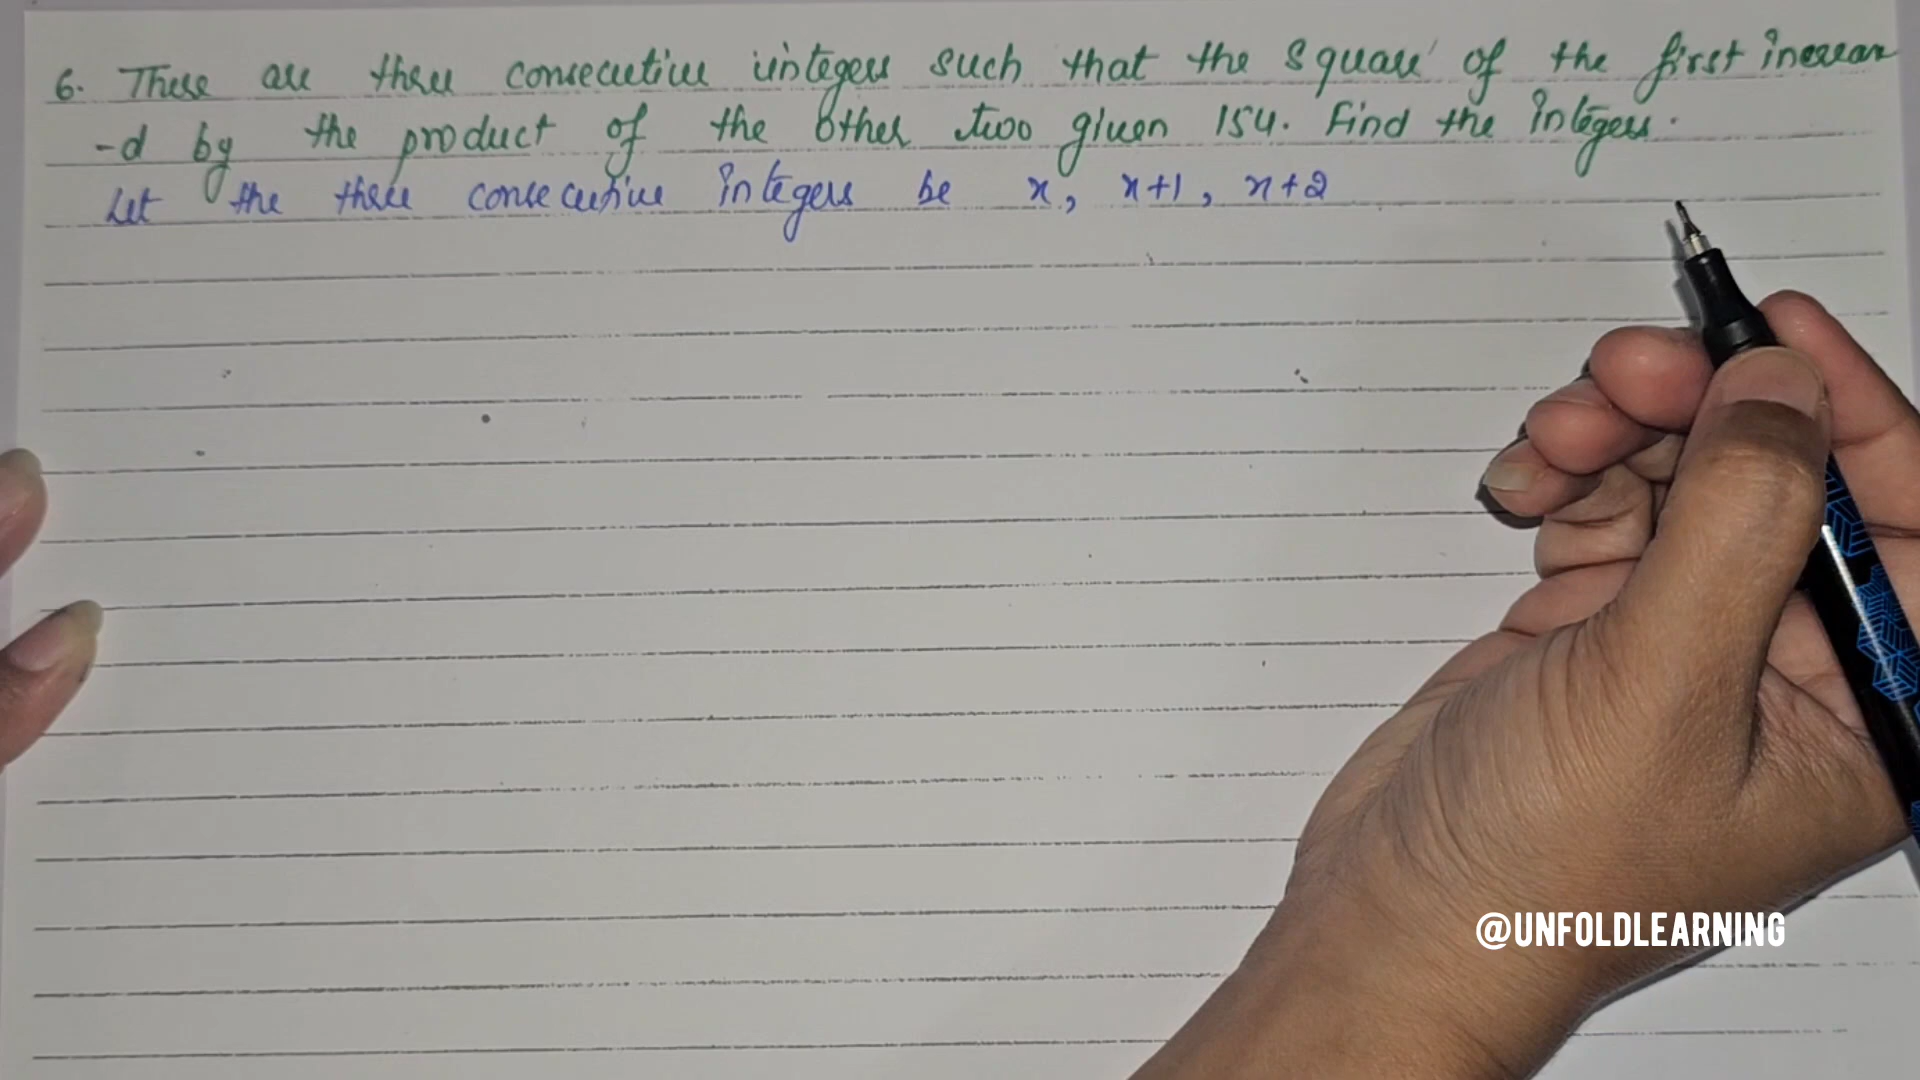 6. There are three consecutive integers such that the square of the first increase
-d by the product of the other two given 154. Find the integers.
Let the three consecutive integers be x, x+1, x+2
@UNFOLDLEARNING